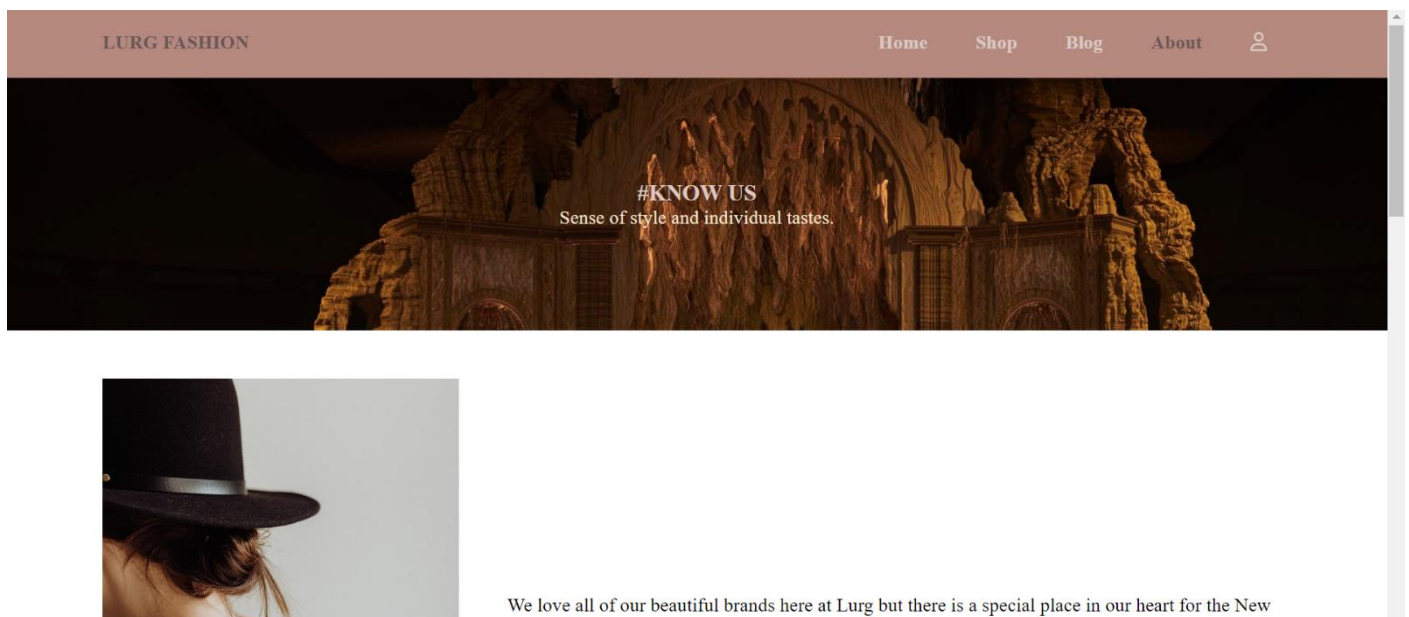 LURG FASHION
Home Shop Blog About
#KNOW US
Sense of style and individual tastes.
We love all of our beautiful brands here at Lurg but there is a special place in our heart for the New